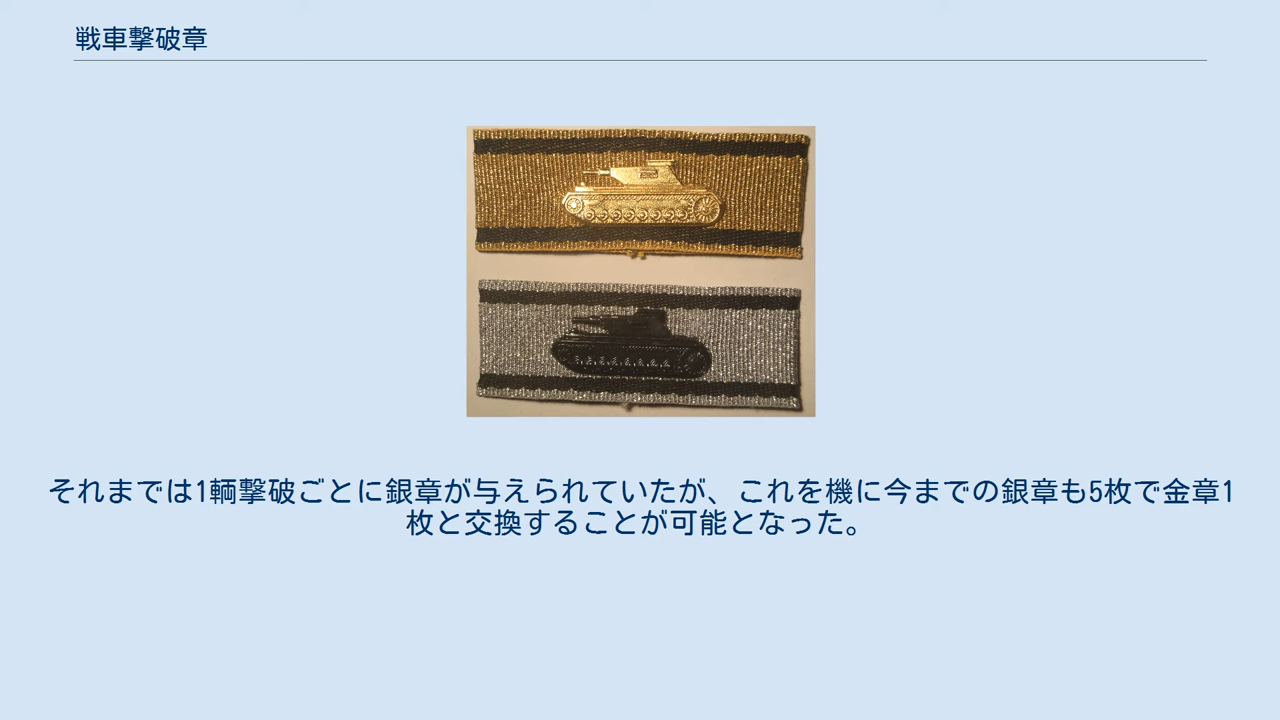 戦車撃破章
それまでは1輌撃破ごとに銀章が与えられていたが、これを機に今までの銀章も5枚で金章1
枚と交換することが可能となった。